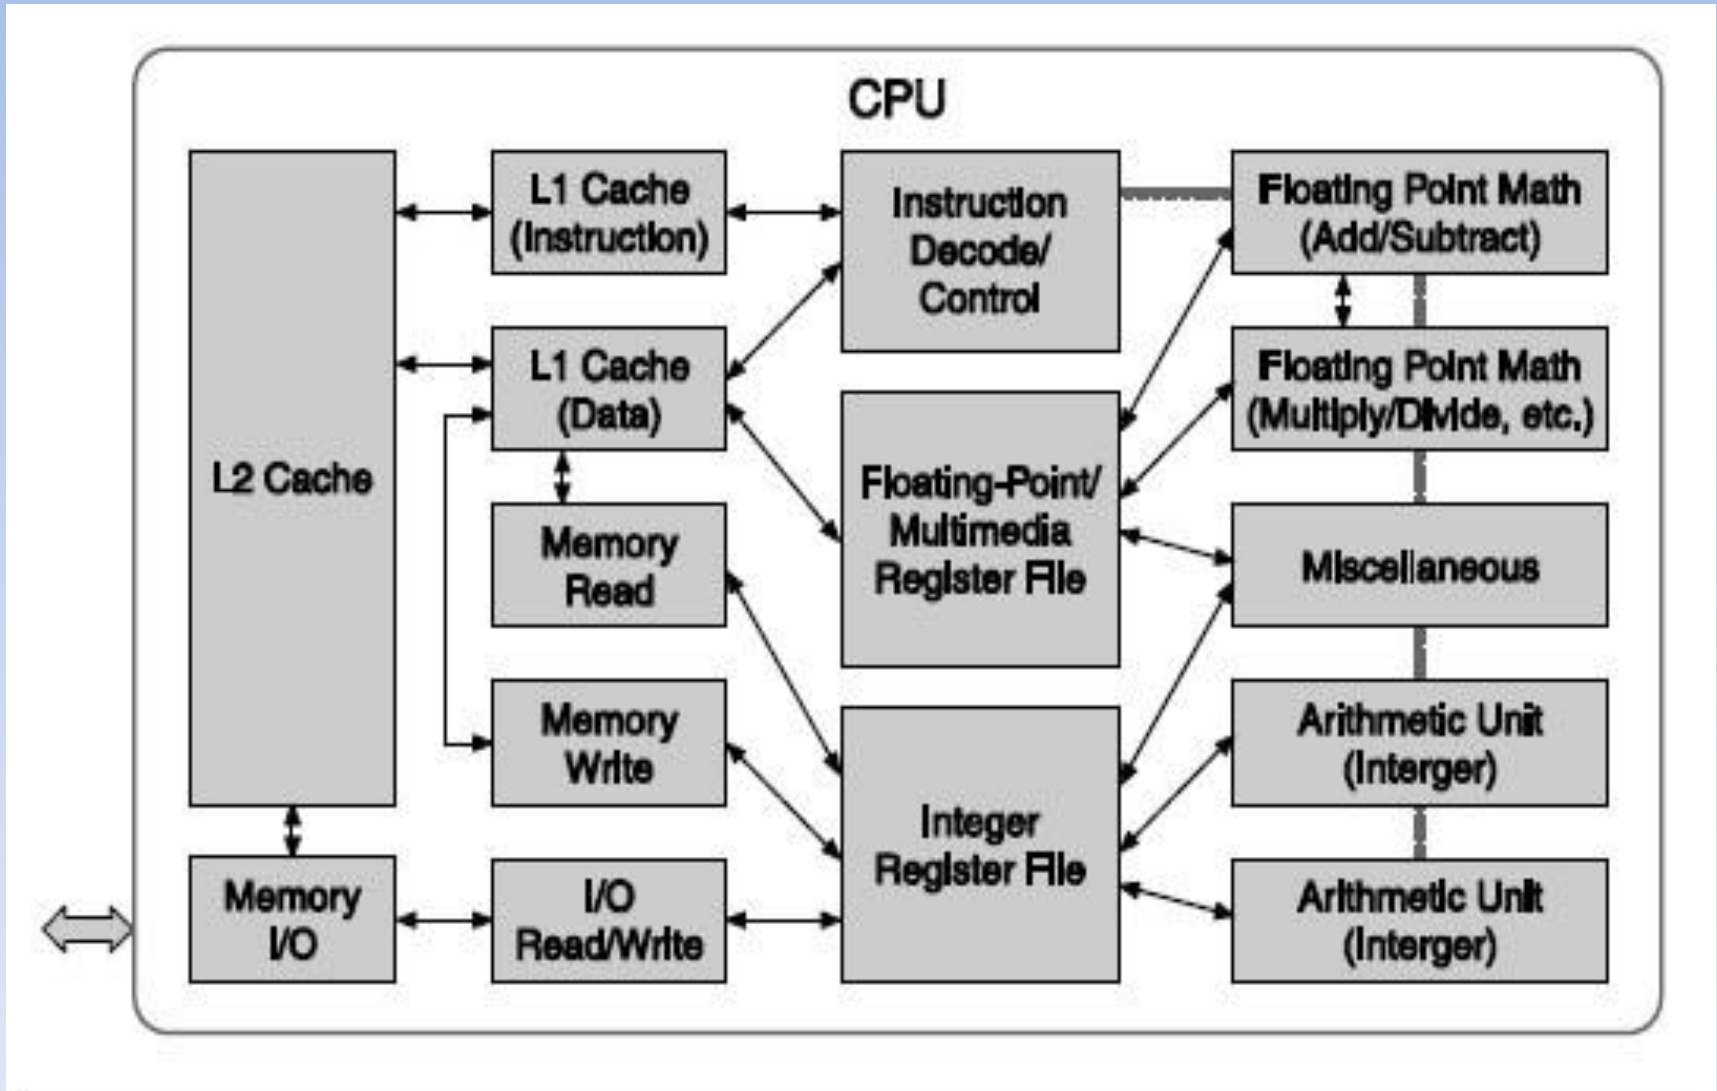 CPU
L2 Cache
Memory
I/O
L1 Cache
(Instruction)
L1 Cache
(Data)
Memory
Read
Memory
Write
I/O
Read/Write
Instruction
Decode/
Control
Floating-Point/
Multimedia
Register File
Integer
Register File
Floating Point Math
(Add/Subtract)
Floating Point Math
(Multiply/Divide, etc.)
Miscellaneous
Arithmetic Unit
(Interger)
Arithmetic Unit
(Interger)